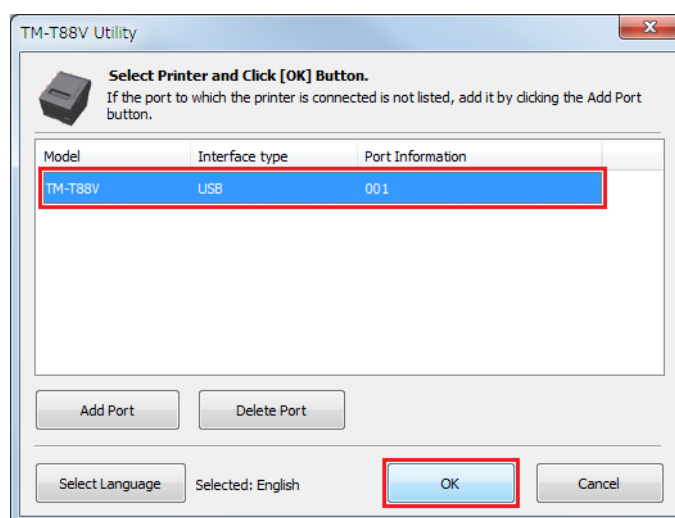 TM-T88V Utility
Select Printer and Click [OK] Button.
If the port to which the printer is connected is not listed, add it by clicking the Add Port
button.
Model Interface type Port Information
TM-T88V USB 001
Add Port Delete Port
Select Language Selected: English OK Cancel